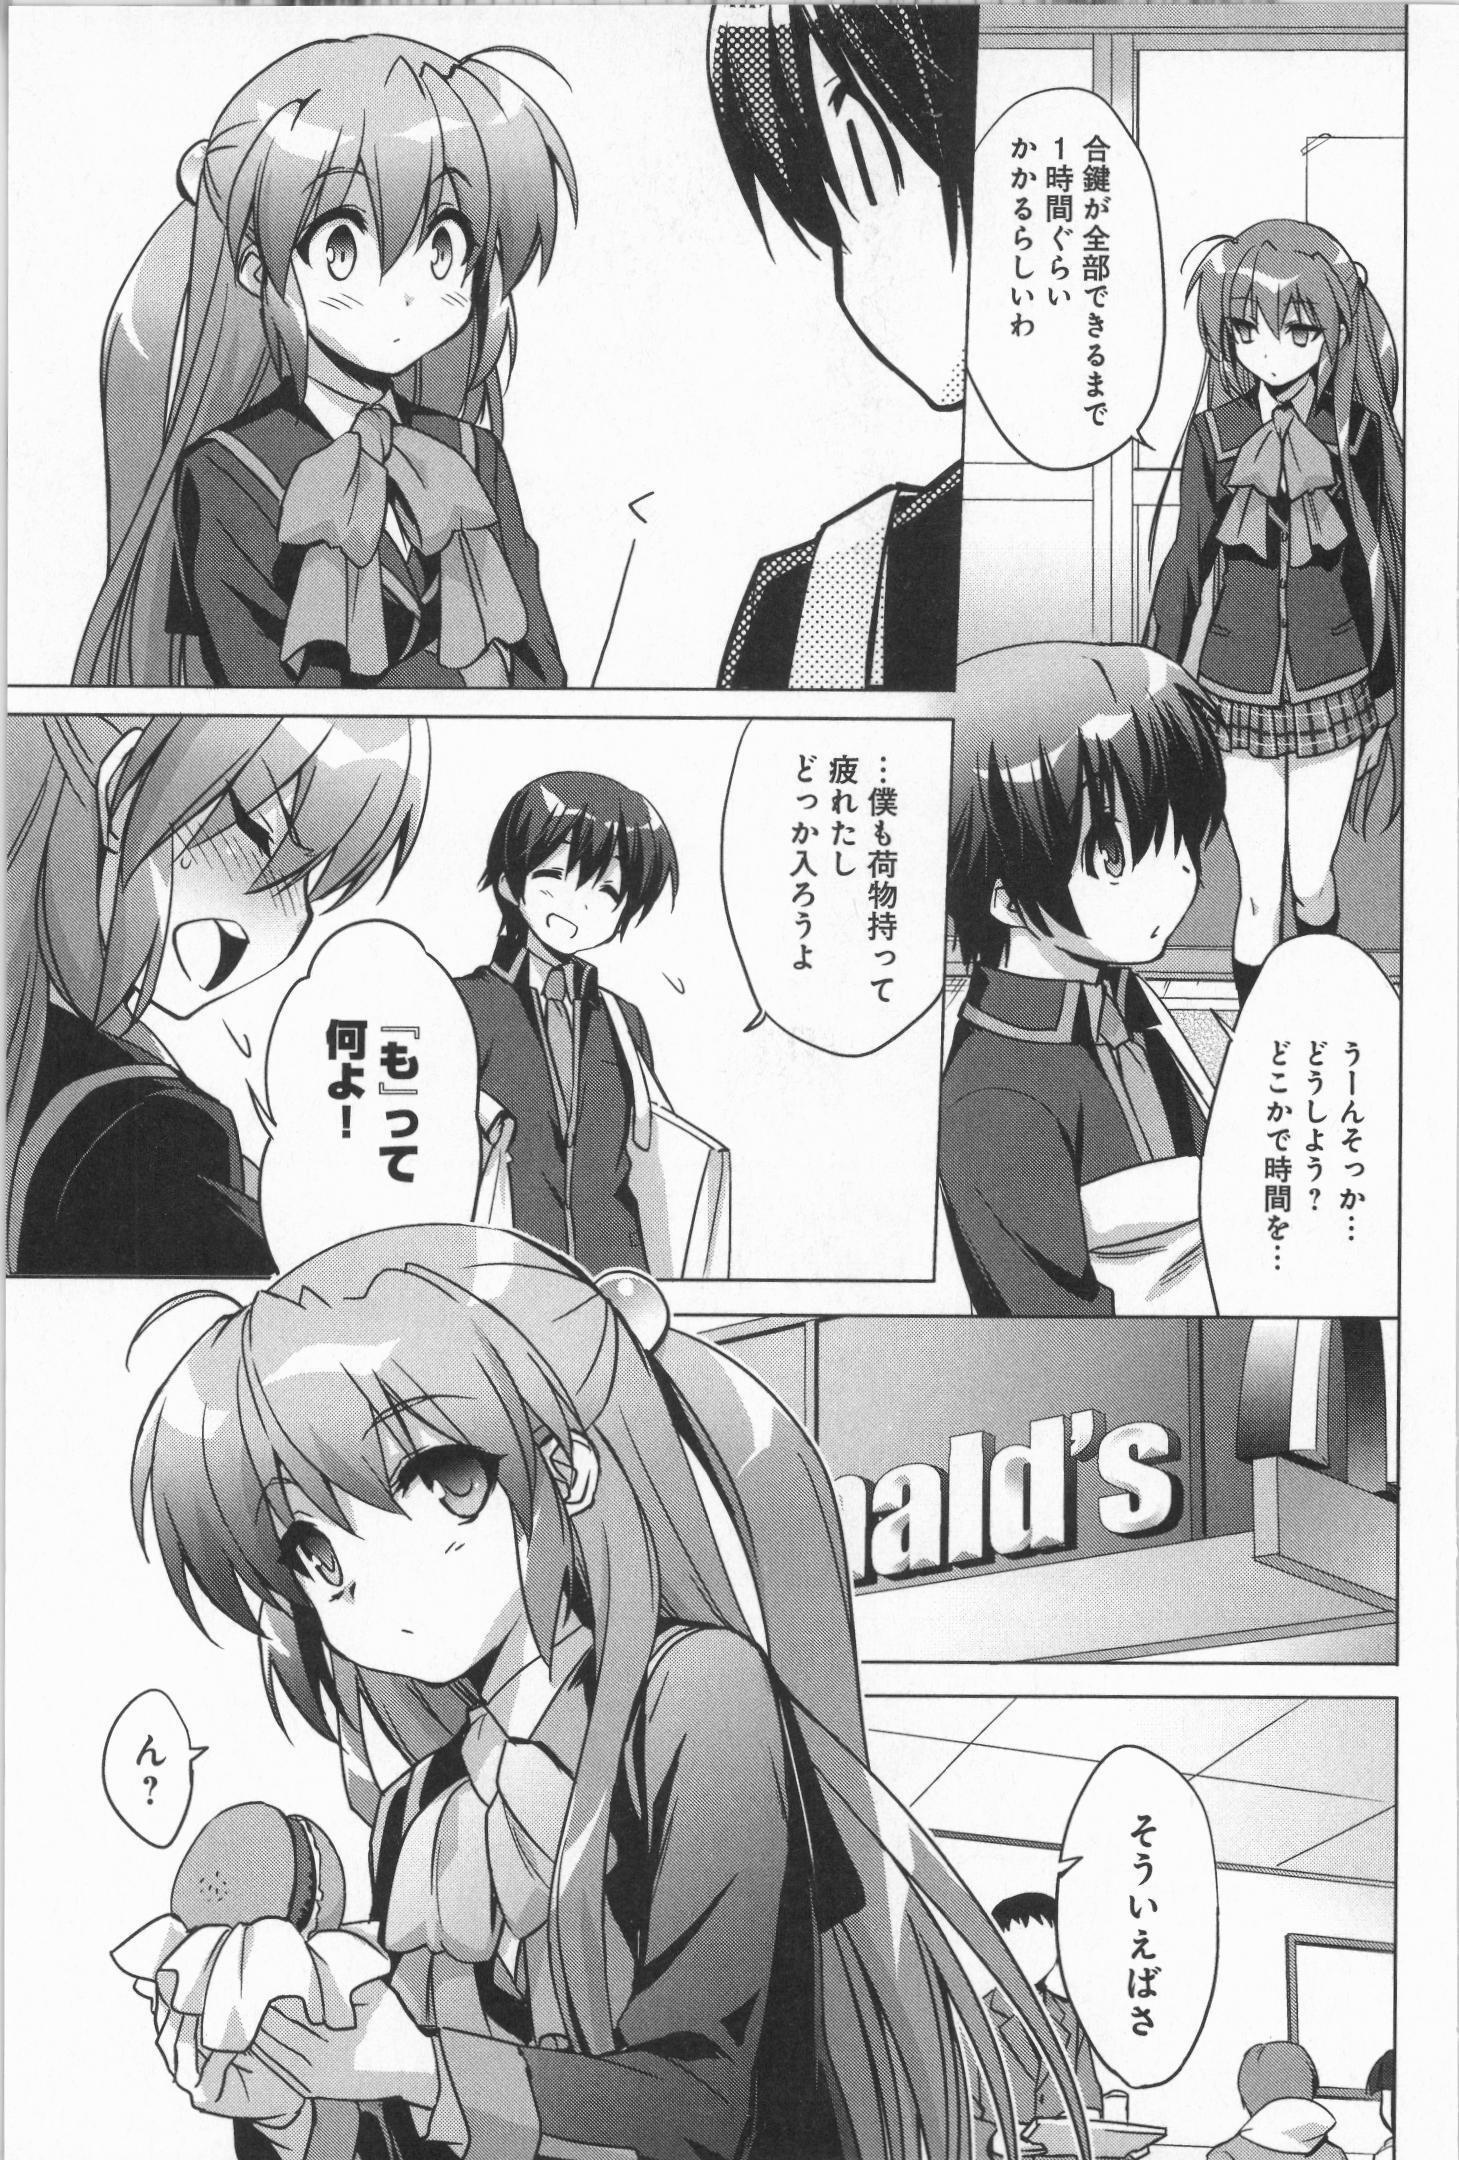 合鍵が全部できるまで
1時間ぐらい
かかるらしいわ
うーんそっか…
どうしよう?
どこかで時間を…
…僕も荷物持って
疲れたし
どっか入ろうよ
『も』って
何よ!
nald's
そういえばさ
ん?